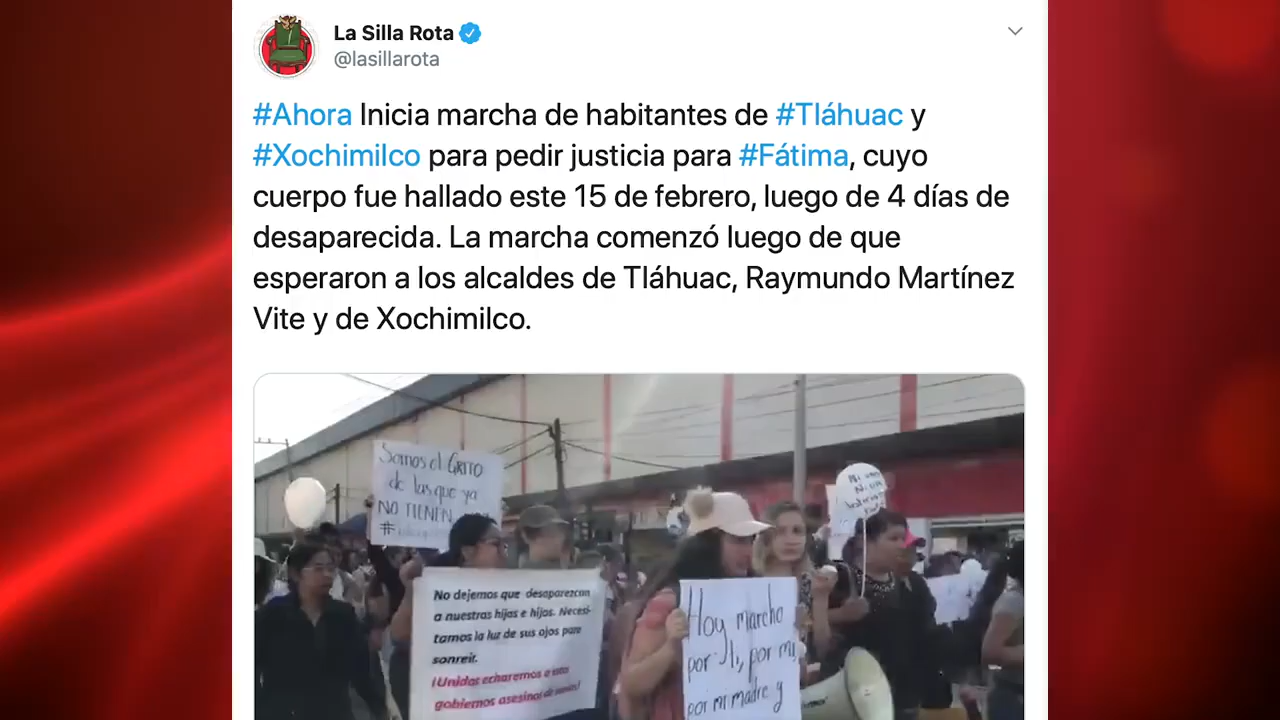 La Silla Rota
@lasillarota
#Ahora Inicia marcha de habitantes de #Tláhuac y
#Xochimilco para pedir justicia para #Fátima, cuyo
cuerpo fue hallado este 15 de febrero, luego de 4 días de
desaparecida. La marcha comenzó luego de que
esperaron a los alcaldes de Tláhuac, Raymundo Martínez
Vite y de Xochimilco.
Somos el GRITO
de las que ya
NO TIENEN
No dejemos que desaparezcan
a nuestras hijas e hijos. Necesi-
tamos la luz de sus ojos para
sonreir.
¡Unidas echaremos a los
gobiernos asesinos de
Hoy marcho
por ti, por mi,
por mi madre y